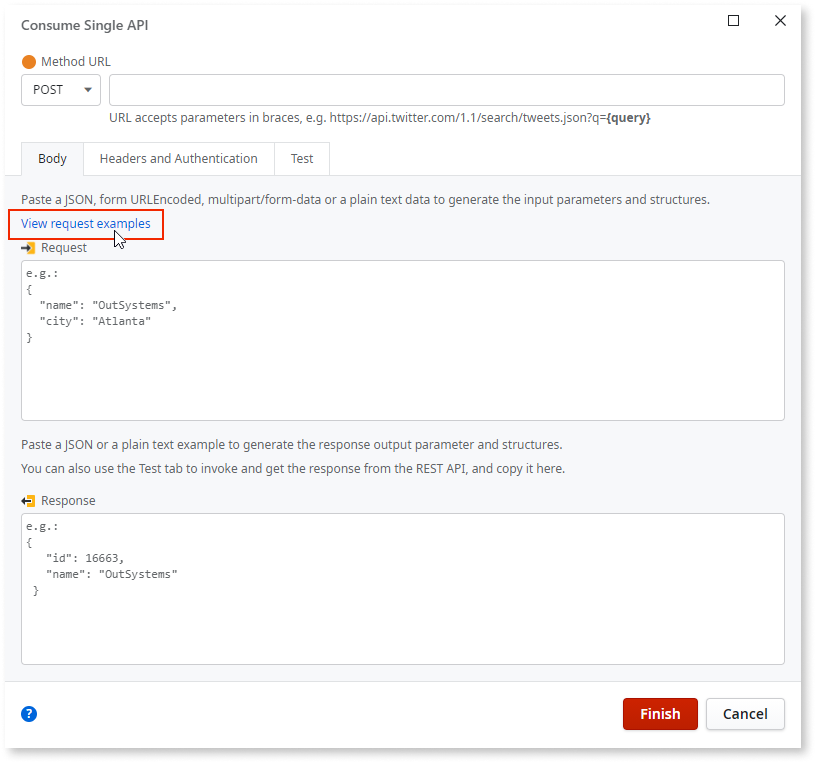 Consume Single API
Method URL
POST
URL accepts parameters in braces, e.g. https://api.twitter.com/1.1/search/tweets.json?q={query}
Body
Headers and Authentication
Test
Paste a JSON, form URLEncoded, multipart/form-data or a plain text data to generate the input parameters and structures.
View request examples
Request
e.g.:
{
  "name": "OutSystems",
  "city": "Atlanta"
}
Paste a JSON or a plain text example to generate the response output parameter and structures.
You can also use the Test tab to invoke and get the response from the REST API, and copy it here.
Response
e.g.:
{
   "id": 16663,
   "name": "OutSystems"
 }
?
Finish
Cancel